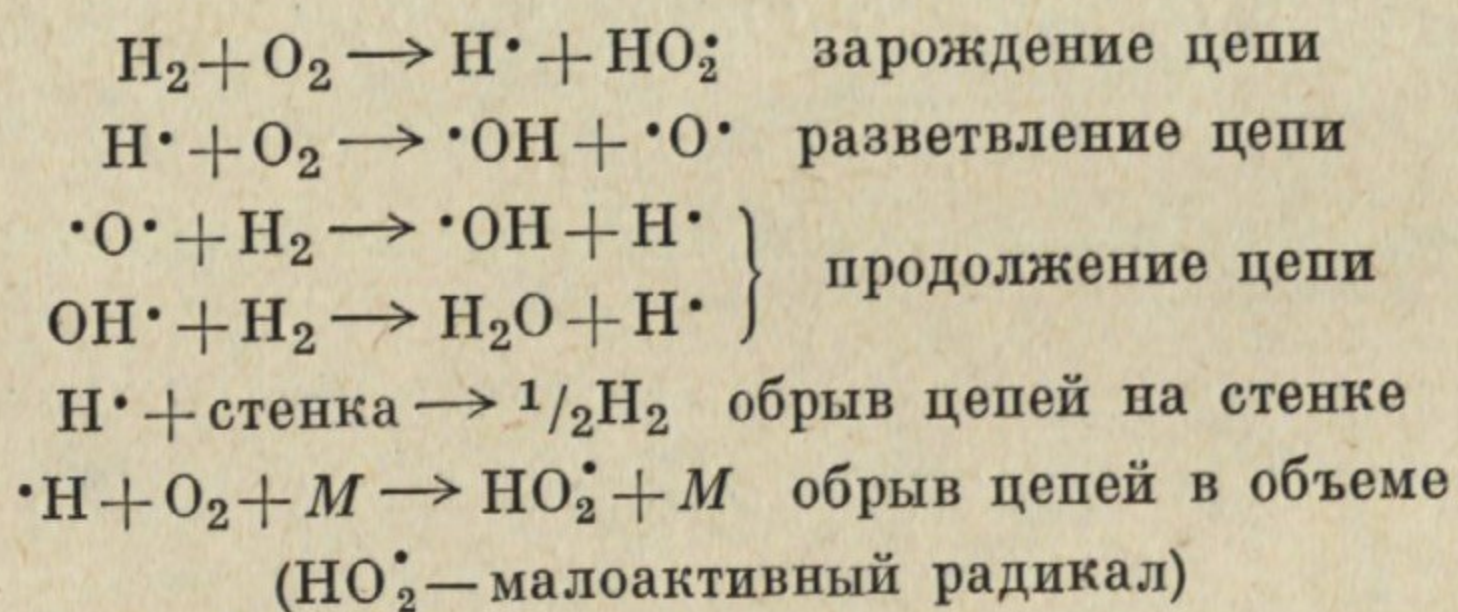 H₂+O₂→H•+HO₂• зарождение цепи
H•+O₂→•OH+•O• разветвление цепи
•O•+H₂→•OH+H•
OH•+H₂→H₂O+H• } продолжение цепи
H•+стенка→¹/₂H₂ обрыв цепей на стенке
•H+O₂+M→HO₂•+M обрыв цепей в объеме
(HO₂•—малоактивный радикал)